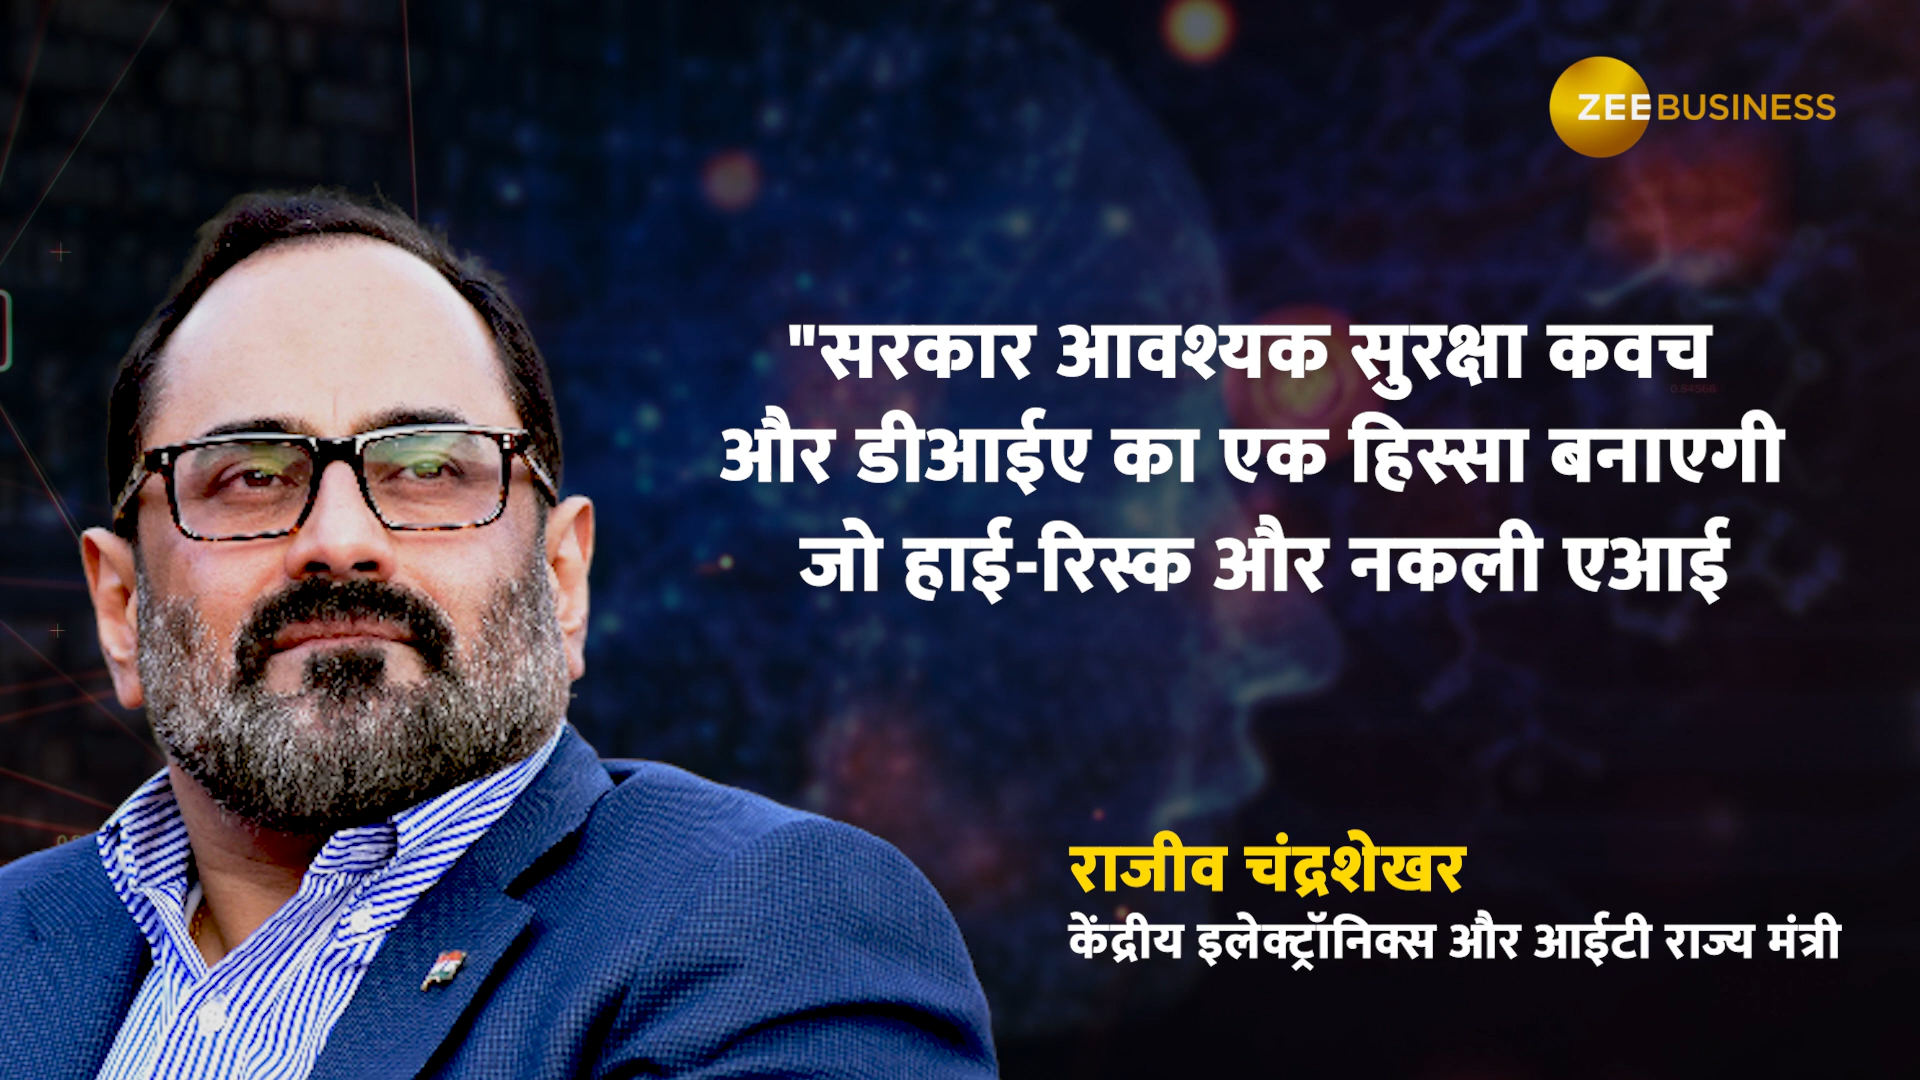 ZEEBUSINESS
"सरकार आवश्यक सुरक्षा कवच
और डीआईए का एक हिस्सा बनाएगी
जो हाई-रिस्क और नकली एआई
राजीव चंद्रशेखर
केंद्रीय इलेक्ट्रॉनिक्स और आईटी राज्य मंत्री